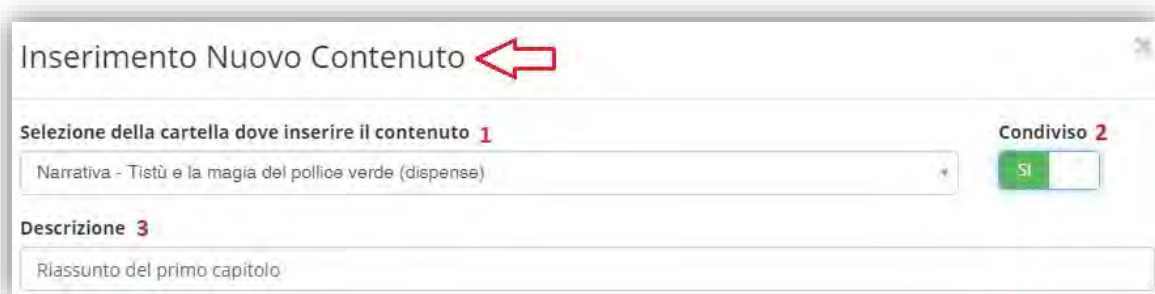 Inserimento Nuovo Contenuto
Selezione della cartella dove inserire il contenuto 1
Condiviso 2
Narrativa - Tistù e la magia del pollice verde (dispense)
SI
Descrizione 3
Riassunto del primo capitolo